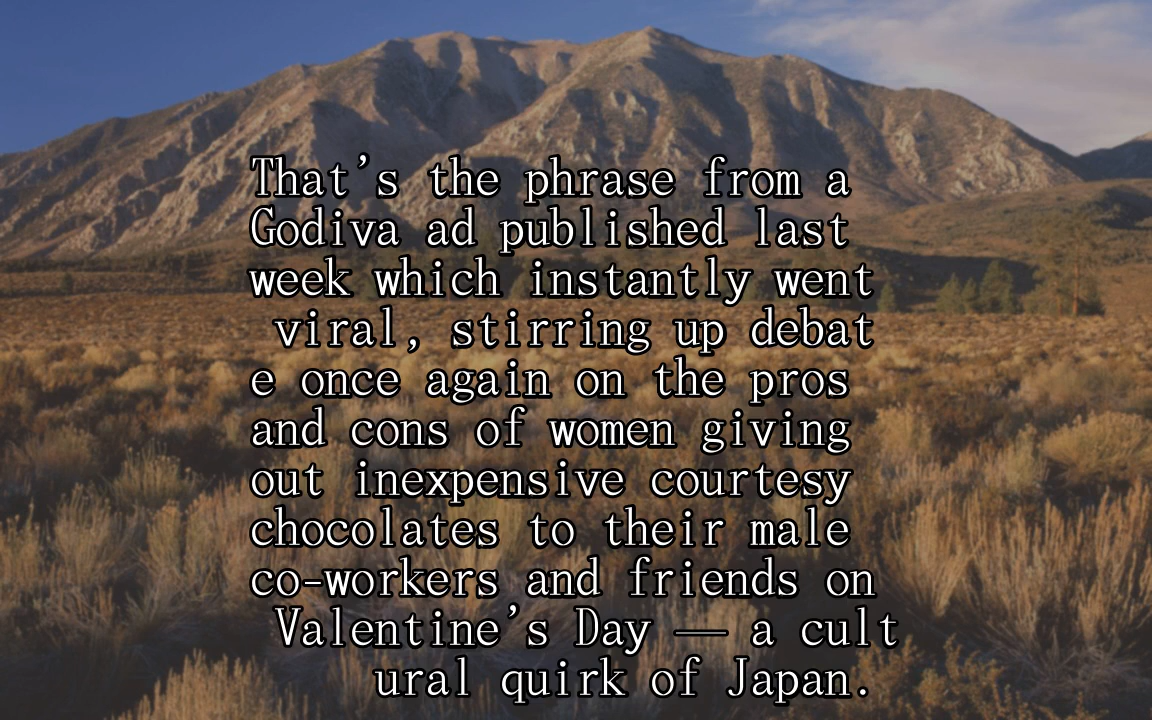 That’s the phrase from a
Godiva ad published last
week which instantly went
viral, stirring up debat
e once again on the pros
and cons of women giving
out inexpensive courtesy
chocolates to their male
co-workers and friends on
Valentine’s Day — a cult
ural quirk of Japan.